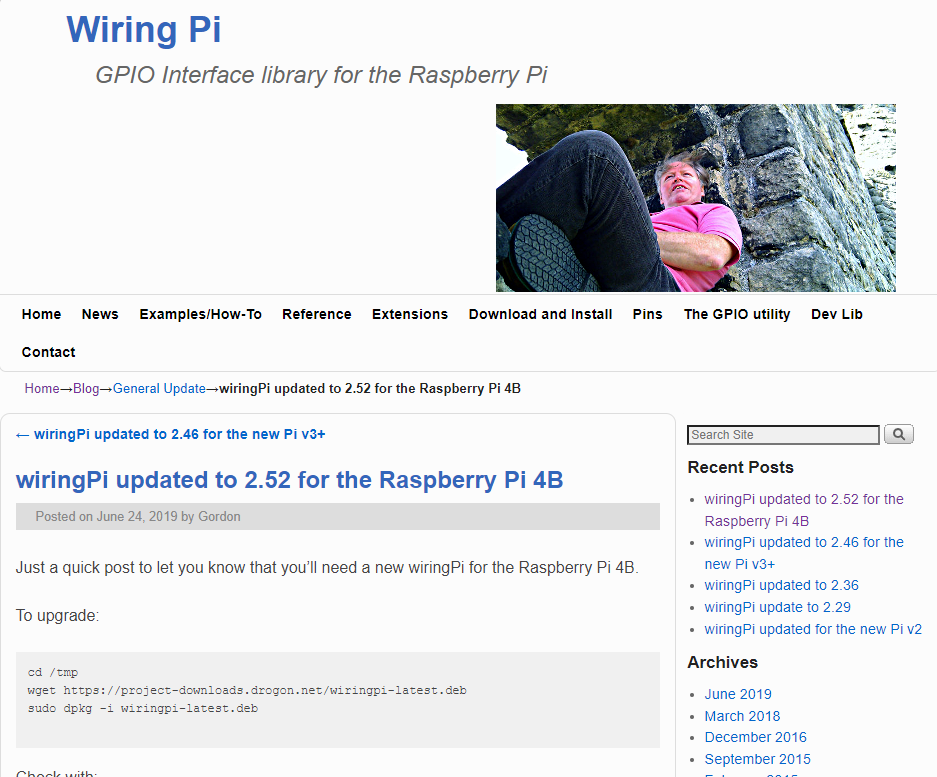 Wiring Pi
GPIO Interface library for the Raspberry Pi
Home News Examples/How-To Reference Extensions Download and Install Pins The GPIO utility Dev Lib
Contact
Home→Blog→General Update→wiringPi updated to 2.52 for the Raspberry Pi 4B
← wiringPi updated to 2.46 for the new Pi v3+
wiringPi updated to 2.52 for the Raspberry Pi 4B
Posted on June 24, 2019 by Gordon
Just a quick post to let you know that you’ll need a new wiringPi for the Raspberry Pi 4B.
To upgrade:
cd /tmp
wget https://project-downloads.drogon.net/wiringpi-latest.deb
sudo dpkg -i wiringpi-latest.deb
Check with:
Search Site
Recent Posts
• wiringPi updated to 2.52 for the
Raspberry Pi 4B
• wiringPi updated to 2.46 for the
new Pi v3+
• wiringPi updated to 2.36
• wiringPi update to 2.29
• wiringPi updated for the new Pi v2
Archives
• June 2019
• March 2018
• December 2016
• September 2015
• February 2015